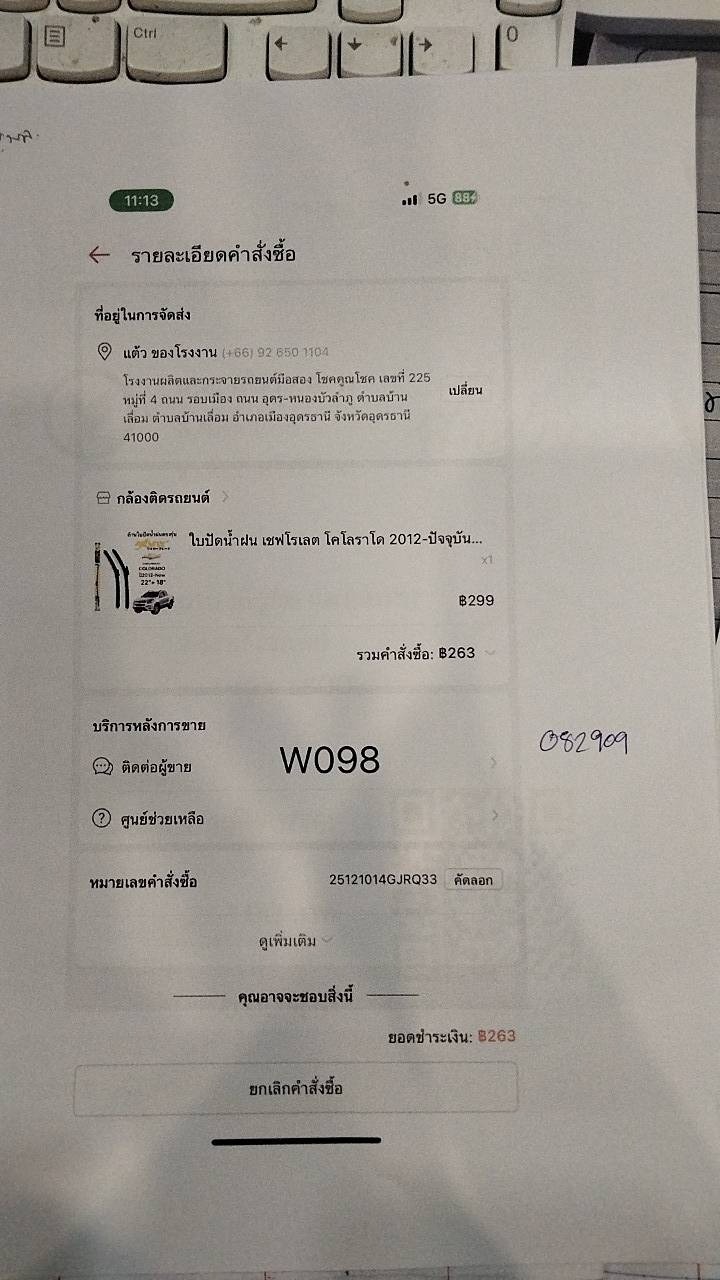 Ctrl
0
11:13
5G 88
รายละเอียดคำสั่งซื้อ
ที่อยู่ในการจัดส่ง
แต้ว ของโรงงาน (+66) 92 650 1104
โรงงานผลิตและกระจายรถยนต์มือสอง โชคคูณโชค เลขที่ 225
หมู่ที่ 4 ถนน รอบเมือง ถนน อุดร-หนองบัวลำภู ตำบลบ้าน
เลื่อม ตำบลบ้านเลื่อม อำเภอเมืองอุดรธานี จังหวัดอุดรธานี
41000
เปลี่ยน
กล้องติดรถยนต์
COLORADO
ปี2012-Now
22"+ 18"
ใบปัดน้ำฝน เชฟโรเลต โคโลราโด 2012-ปัจจุบัน...
x1
฿299
รวมคำสั่งซื้อ: ฿263
บริการหลังการขาย
ติดต่อผู้ขาย
W098
082909
ศูนย์ช่วยเหลือ
หมายเลขคำสั่งซื้อ 25121014GJRQ33 คัดลอก
ดูเพิ่มเติม
คุณอาจจะชอบสิ่งนี้
ยอดชำระเงิน: ฿263
ยกเลิกคำสั่งซื้อ